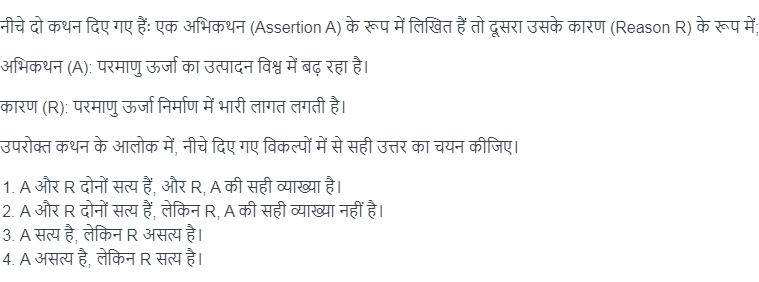 नीचे दो कथन दिए गए हैंः एक अभिकथन (Assertion A) के रूप में लिखित हैं तो दूसरा उसके कारण (Reason R) के रूप में;
अभिकथन (A): परमाणु ऊर्जा का उत्पादन विश्व में बढ़ रहा है।
कारण (R): परमाणु ऊर्जा निर्माण में भारी लागत लगती है।
उपरोक्त कथन के आलोक में, नीचे दिए गए विकल्पों में से सही उत्तर का चयन कीजिए।
1. A और R दोनों सत्य हैं, और R, A की सही व्याख्या है।
2. A और R दोनों सत्य हैं, लेकिन R, A की सही व्याख्या नहीं है।
3. A सत्य है, लेकिन R असत्य है।
4. A असत्य है, लेकिन R सत्य है।